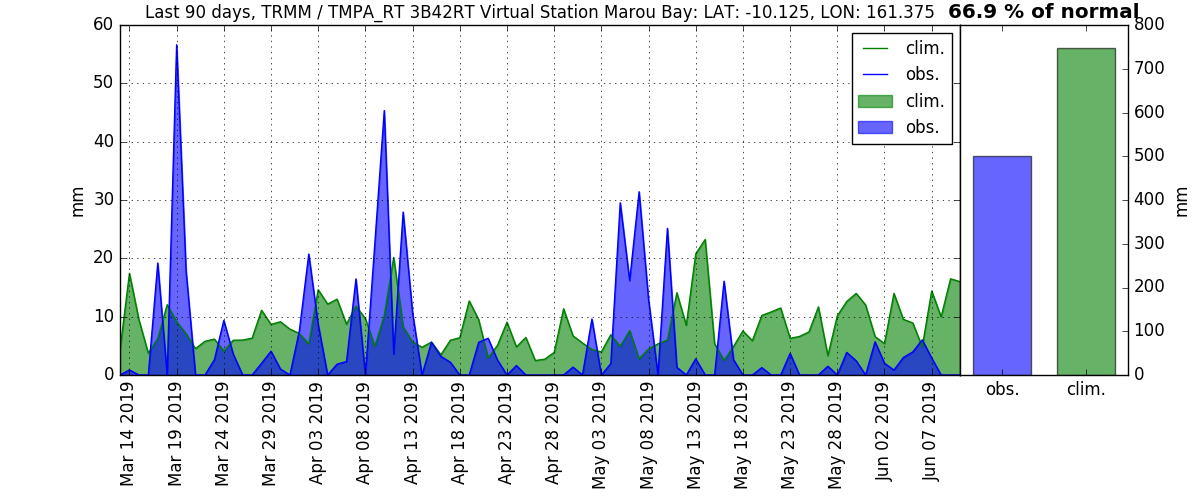 Last 90 days, TRMM / TMPA_RT 3B42RT Virtual Station Marou Bay: LAT: -10.125, LON: 161.375 66.9 % of normal
60
50
40
30
20
10
0
mm
clim.
obs.
clim.
obs.
800
700
600
500
400
300
200
100
0
mm
Mar 14 2019
Mar 19 2019
Mar 24 2019
Mar 29 2019
Apr 03 2019
Apr 08 2019
Apr 13 2019
Apr 18 2019
Apr 23 2019
Apr 28 2019
May 03 2019
May 08 2019
May 13 2019
May 18 2019
May 23 2019
May 28 2019
Jun 02 2019
Jun 07 2019
obs.
clim.